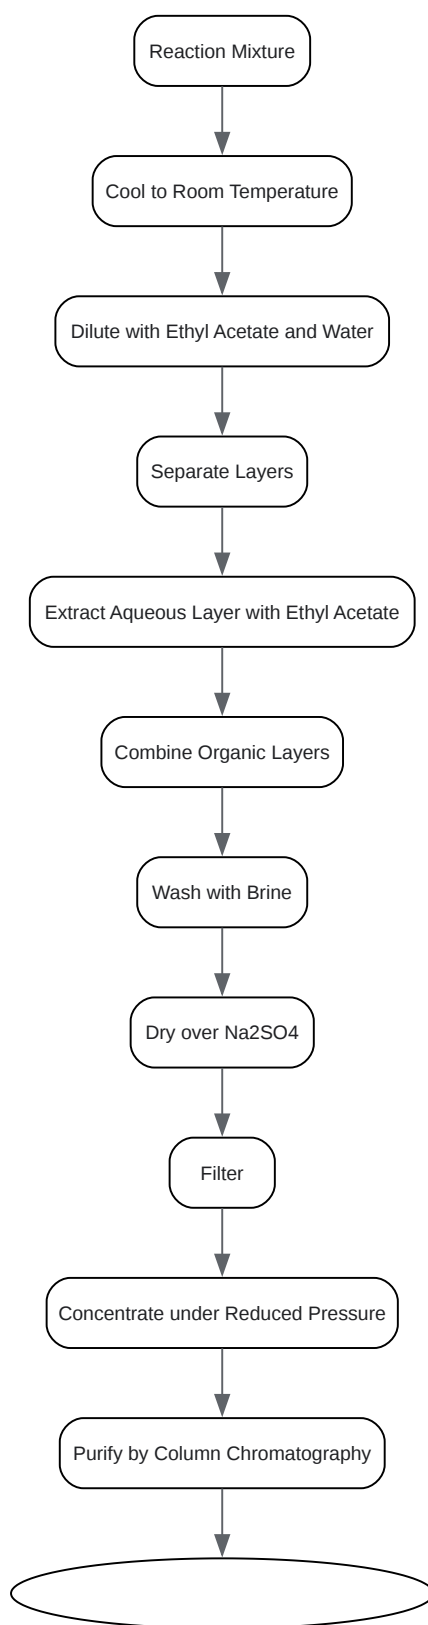 Reaction Mixture
Cool to Room Temperature
Dilute with Ethyl Acetate and Water
Separate Layers
Extract Aqueous Layer with Ethyl Acetate
Combine Organic Layers
Wash with Brine
Dry over Na2SO4
Filter
Concentrate under Reduced Pressure
Purify by Column Chromatography